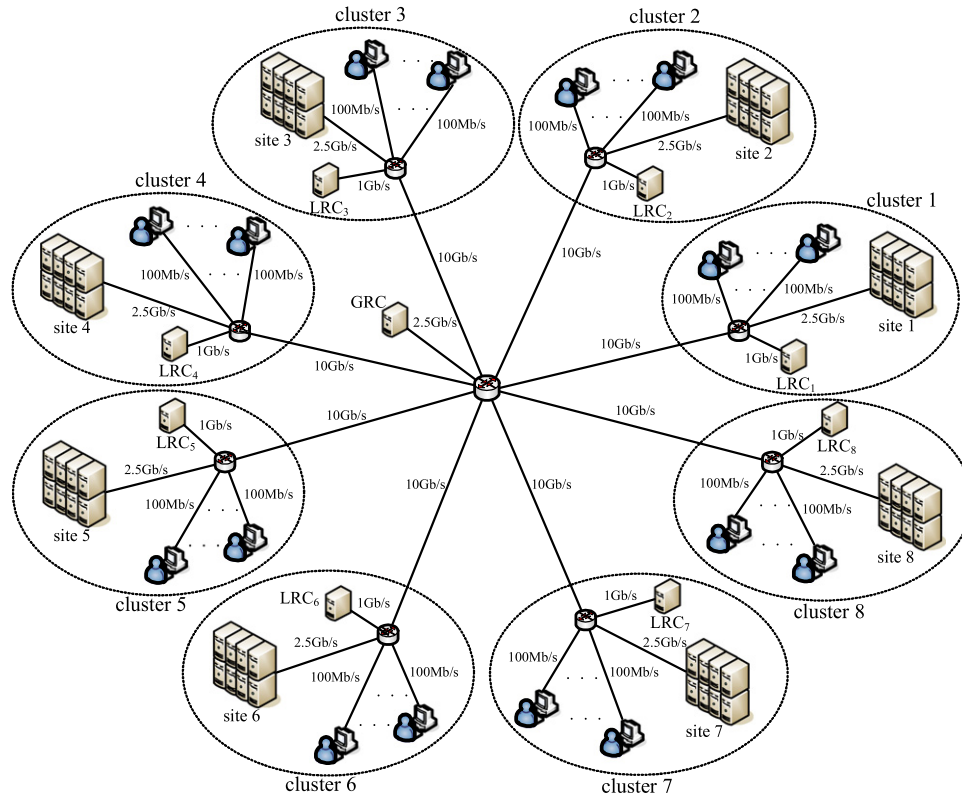 cluster 3
100Mb/s
100Mb/s
site 3
2.5Gb/s
1Gb/s
LRC3
10Gb/s
cluster 2
100Mb/s
100Mb/s
2.5Gb/s
site 2
1Gb/s
LRC2
10Gb/s
cluster 4
100Mb/s
100Mb/s
2.5Gb/s
site 4
1Gb/s
LRC4
10Gb/s
GRC
2.5Gb/s
cluster 1
100Mb/s
100Mb/s
2.5Gb/s
site 1
1Gb/s
LRC1
10Gb/s
1Gb/s
LRC5
2.5Gb/s
100Mb/s
100Mb/s
site 5
cluster 5
10Gb/s
1Gb/s
LRC8
2.5Gb/s
100Mb/s
100Mb/s
site 8
cluster 8
10Gb/s
10Gb/s
LRC6
1Gb/s
2.5Gb/s
100Mb/s
100Mb/s
site 6
cluster 6
10Gb/s
1Gb/s
LRC7
2.5Gb/s
100Mb/s
100Mb/s
site 7
cluster 7